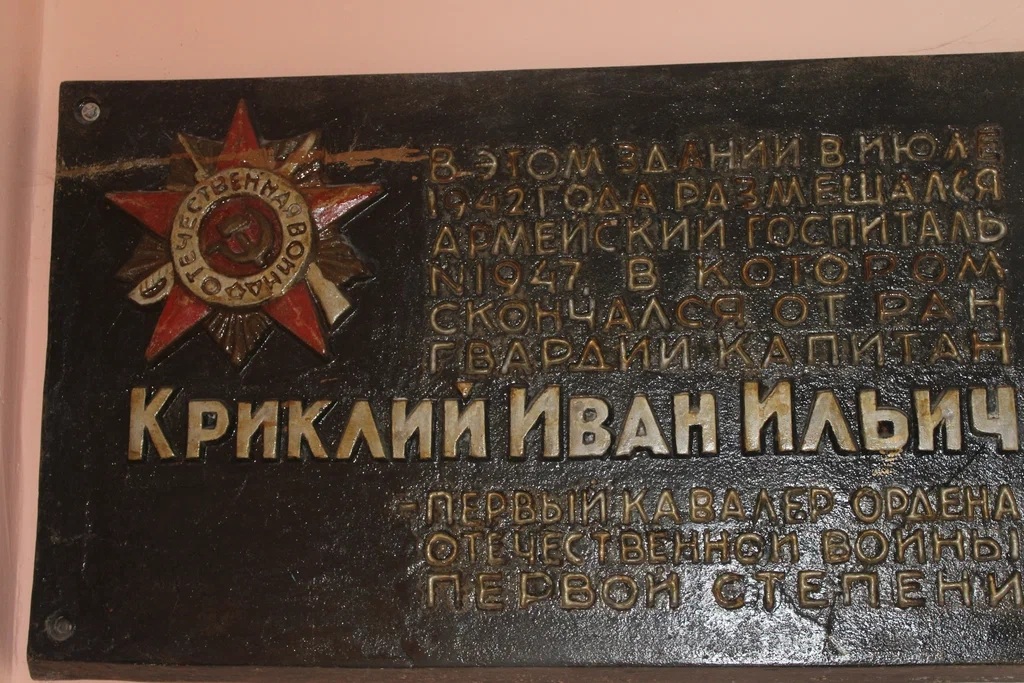 ОТЕЧЕСТВЕННАЯ ВОЙНА
В ЭТОМ ЗДАНИИ В ИЮЛЕ
1942 ГОДА РАЗМЕЩАЛСЯ
АРМЕЙСКИЙ ГОСПИТАЛЬ
N1947, В КОТОРОМ
СКОНЧАЛСЯ ОТ РАН
ГВАРДИИ КАПИТАН
КРИКЛИЙ ИВАН ИЛЬИЧ
-ПЕРВЫЙ КАВАЛЕР ОРДЕНА
ОТЕЧЕСТВЕННОЙ ВОЙНЫ
ПЕРВОЙ СТЕПЕНИ